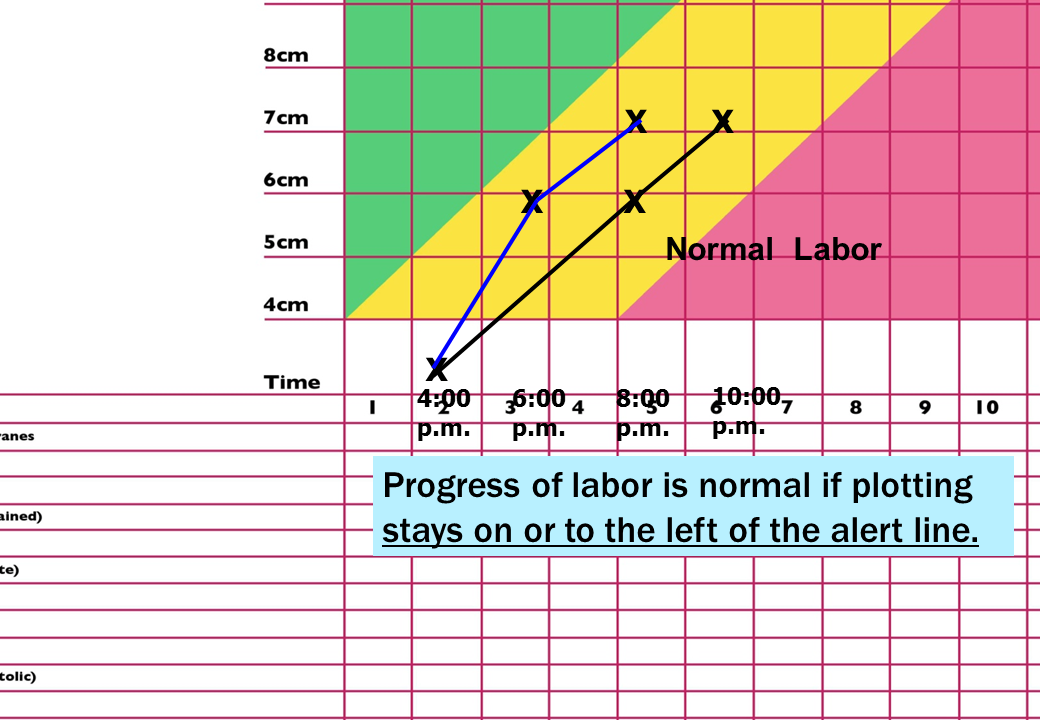 8cm
7cm
X X
6cm
X X
5cm
Normal Labor
4cm
X
Time
1 2 3 4 5 6 7 8 9 10
4:00 6:00 8:00 10:00
p.m. p.m. p.m. p.m.
ranes
Progress of labor is normal if plotting
ained)
stays on or to the left of the alert line.
te)
tolic)